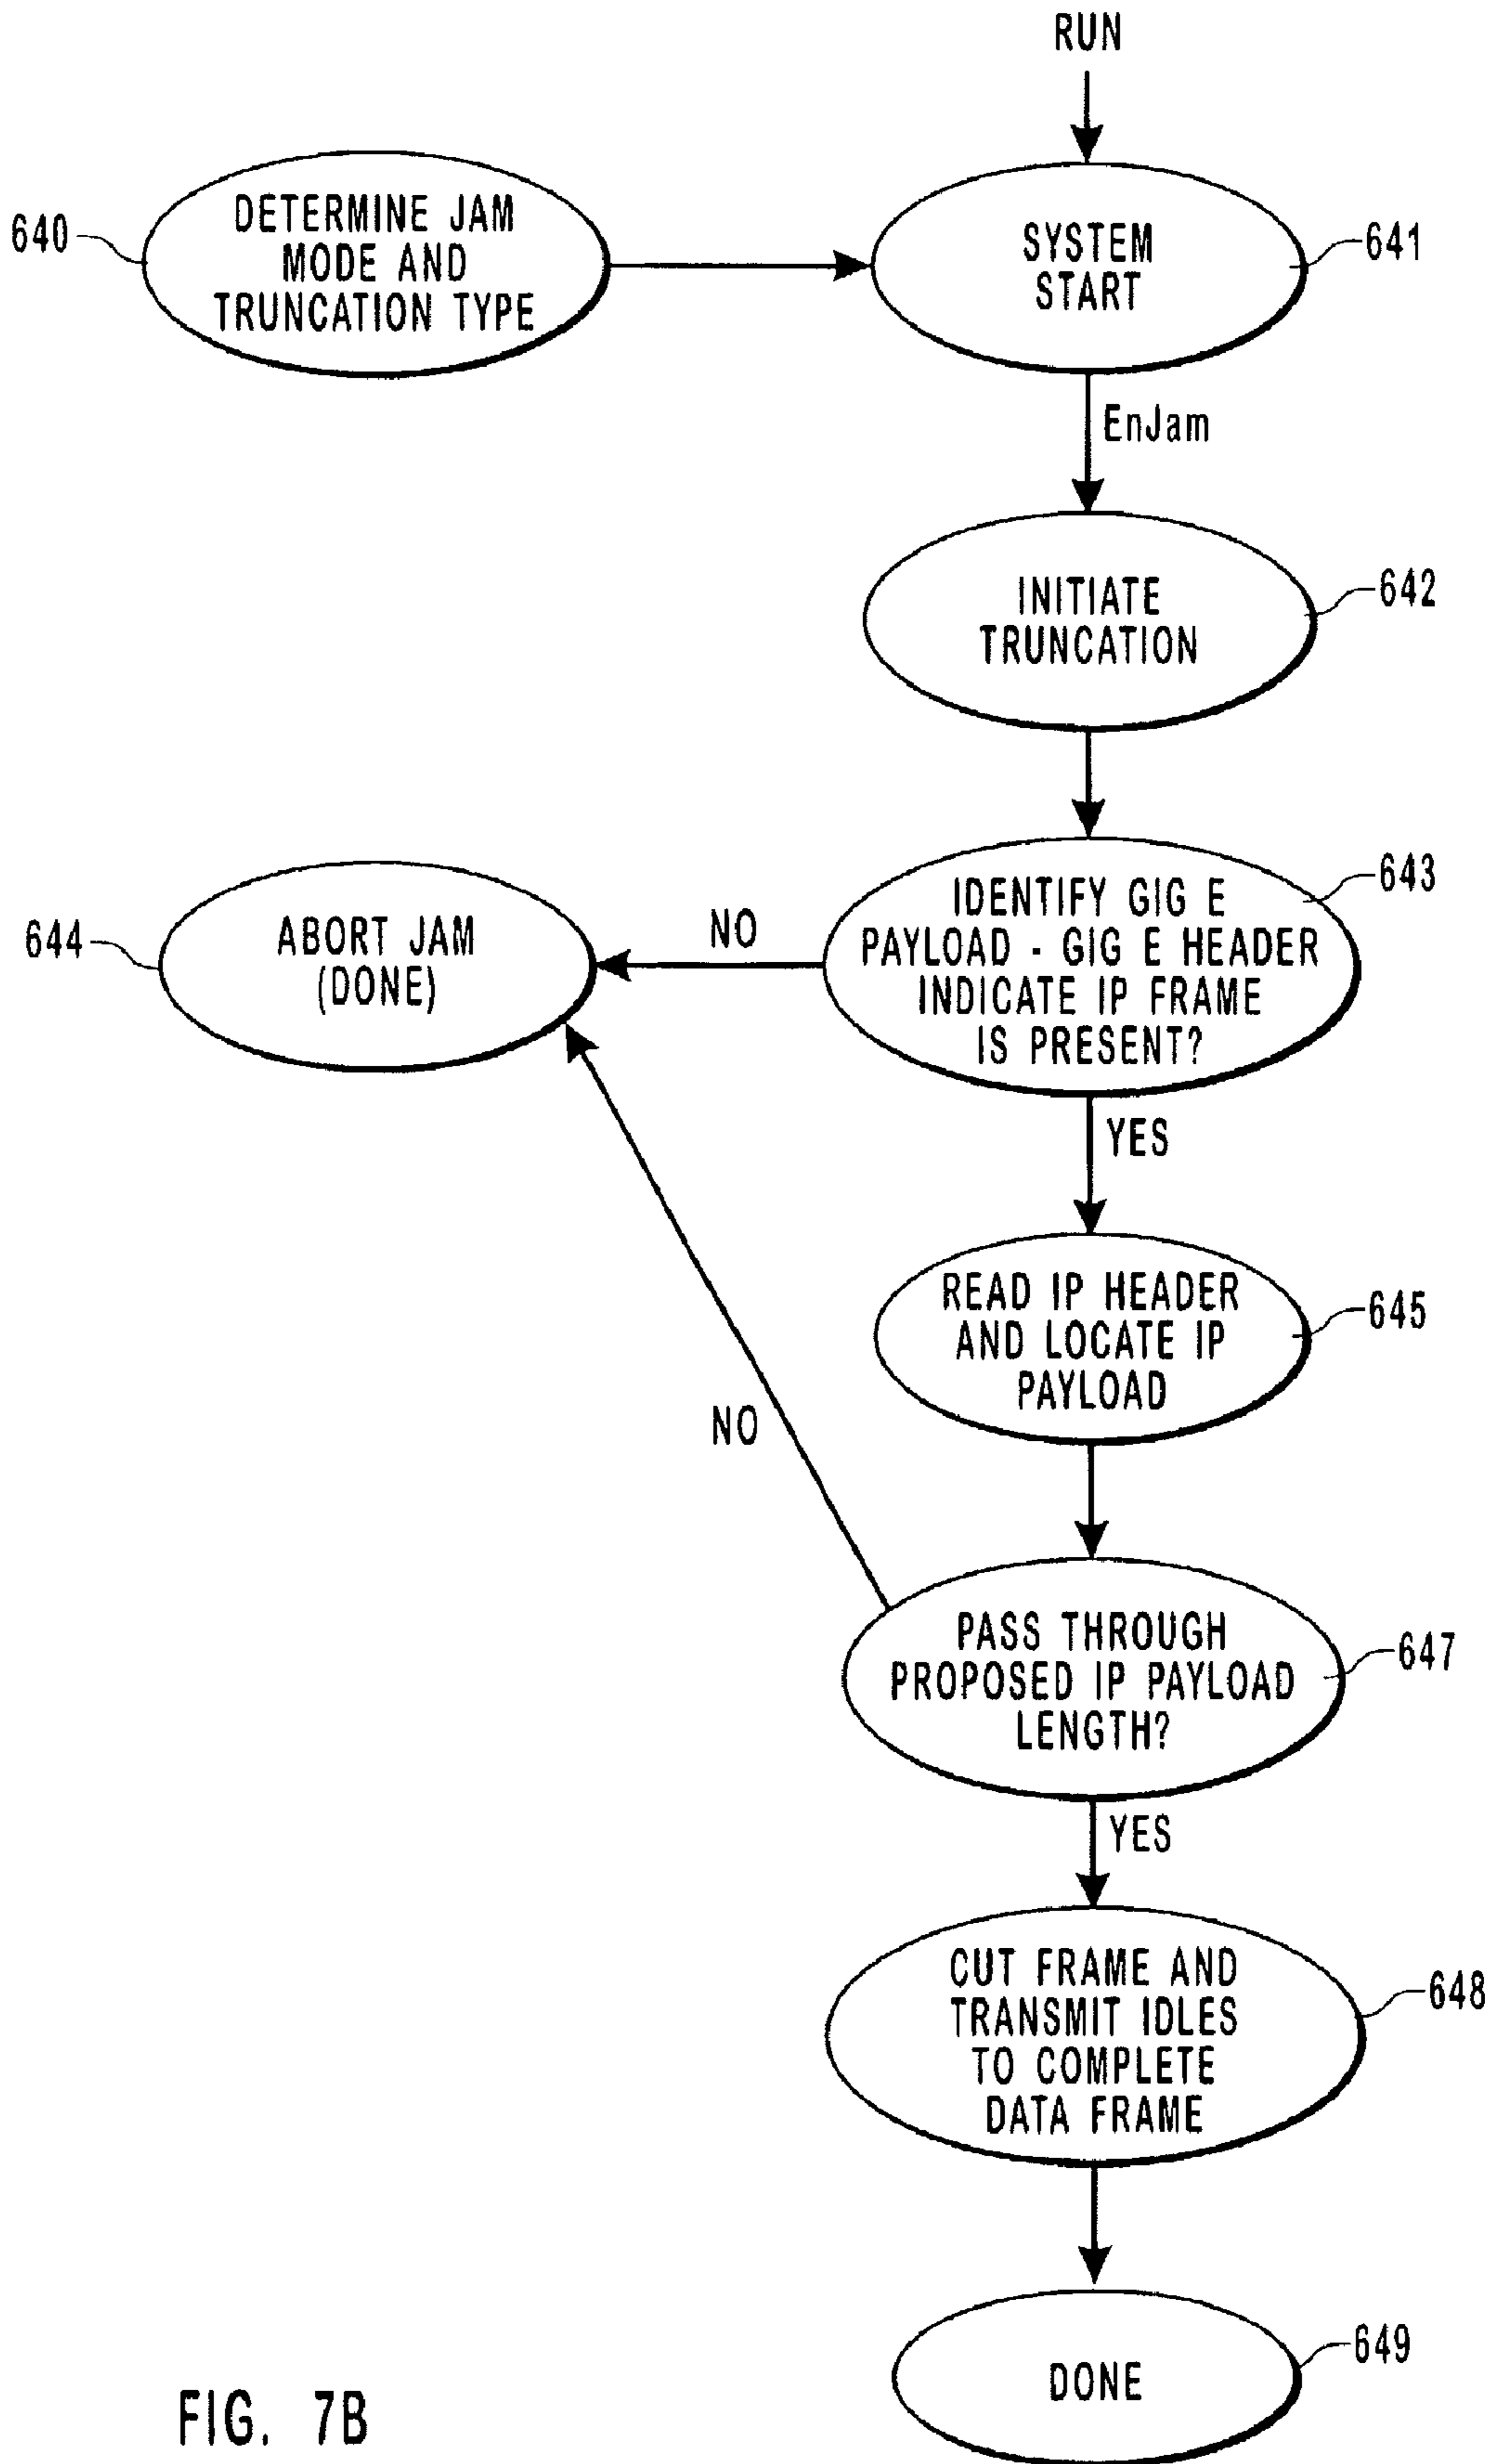 RUN
640
DETERMINE JAM
MODE AND
TRUNCATION TYPE
SYSTEM
START
641
EnJam
INITIATE
TRUNCATION
642
IDENTIFY GIG E
PAYLOAD - GIG E HEADER
INDICATE IP FRAME
IS PRESENT?
643
NO
644
ABORT JAM
(DONE)
YES
READ IP HEADER
AND LOCATE IP
PAYLOAD
645
NO
PASS THROUGH
PROPOSED IP PAYLOAD
LENGTH?
647
YES
CUT FRAME AND
TRANSMIT IDLES
TO COMPLETE
DATA FRAME
648
DONE
649
FIG. 7B